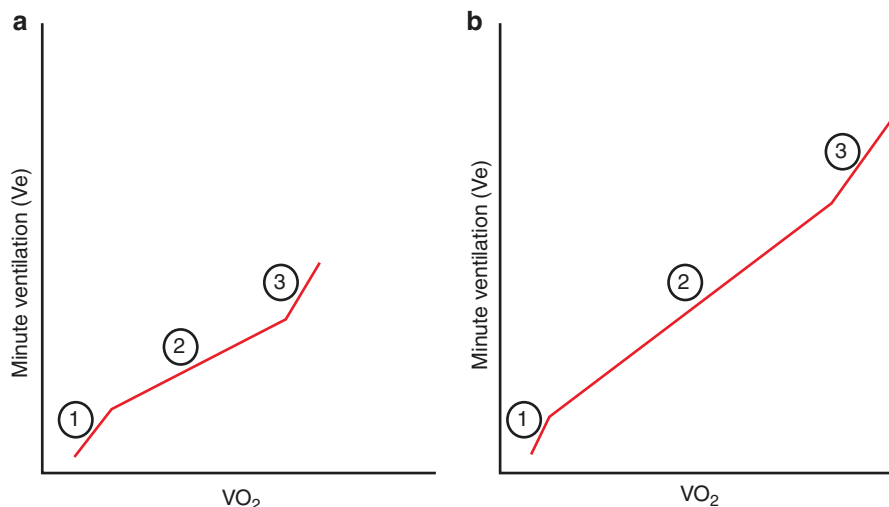 a
Minute ventilation (Ve)
1
2
3
VO₂
b
Minute ventilation (Ve)
1
2
3
VO₂